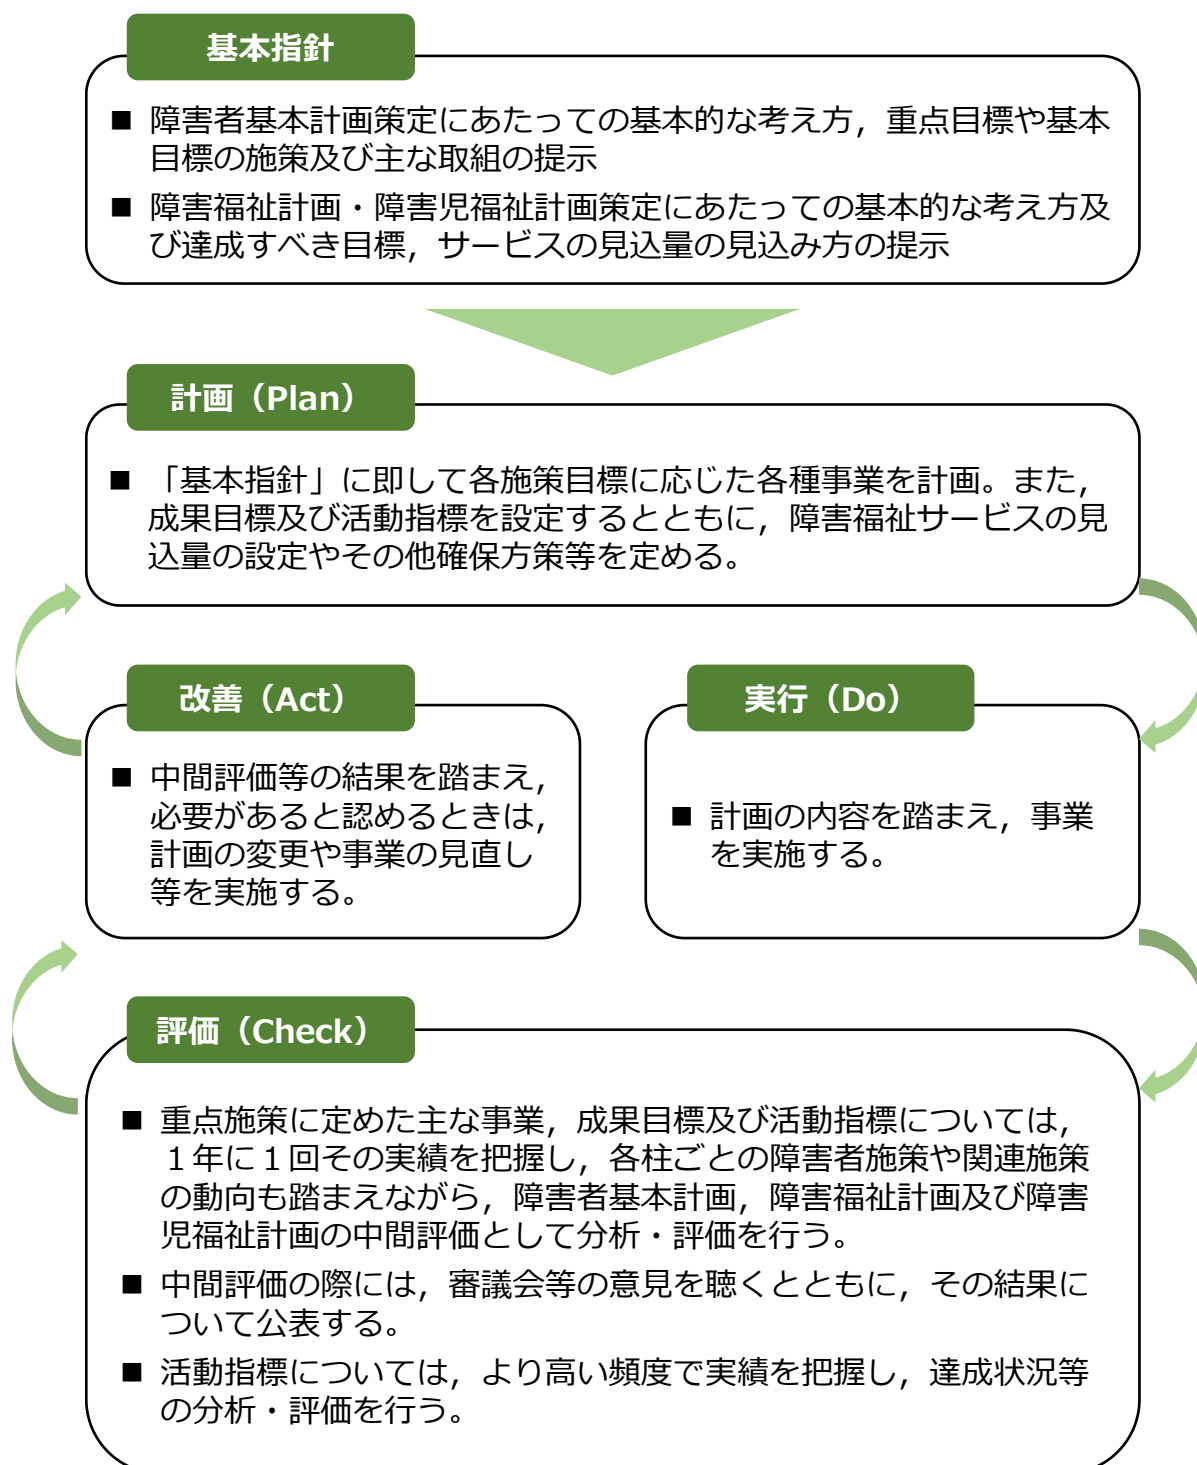 基本指針
■ 障害者基本計画策定にあたっての基本的な考え方，重点目標や基本
目標の施策及び主な取組の提示
■ 障害福祉計画・障害児福祉計画策定にあたっての基本的な考え方及
び達成すべき目標，サービスの見込量の見込み方の提示
計画（Plan）
■ 「基本指針」に即して各施策目標に応じた各種事業を計画。また，
成果目標及び活動指標を設定するとともに，障害福祉サービスの見
込量の設定やその他確保方策等を定める。
改善（Act）
■ 中間評価等の結果を踏まえ，
必要があると認めるときは，
計画の変更や事業の見直し
等を実施する。
実行（Do）
■ 計画の内容を踏まえ，事業
を実施する。
評価（Check）
■ 重点施策に定めた主な事業，成果目標及び活動指標については，
１年に１回その実績を把握し，各柱ごとの障害者施策や関連施策
の動向も踏まえながら，障害者基本計画，障害福祉計画及び障害
児福祉計画の中間評価として分析・評価を行う。
■ 中間評価の際には，審議会等の意見を聴くとともに，その結果に
ついて公表する。
■ 活動指標については，より高い頻度で実績を把握し，達成状況等
の分析・評価を行う。